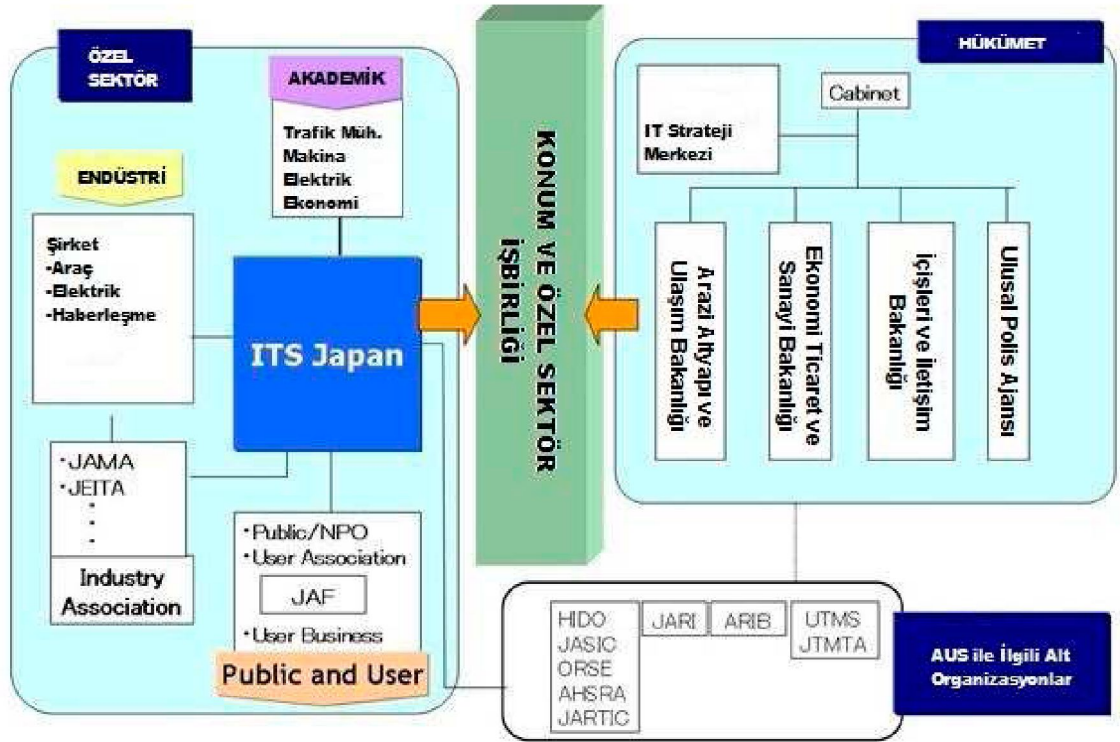 ÖZEL
SEKTÖR
AKADEMİK
Trafik Müh.
Makina
Elektrik
Ekonomi
ENDÜSTRİ
Şirket
-Araç
-Elektrik
-Haberleşme
ITS Japan
・JAMA
・JEITA
・
・
・
Industry
Association
・Public/NPO
・User Association
JAF
・User Business
Public and User
KONUM VE ÖZEL SEKTÖR
İŞBİRLİĞİ
HÜKÜMET
Cabinet
IT Strateji
Merkezi
Arazi Altyapı ve
Ulaşım Bakanlığı
Ekonomi Ticaret ve
Sanayi Bakanlığı
İçişleri ve İletişim
Bakanlığı
Ulusal Polis Ajansı
HIDO
JASIC
ORSE
AHSRA
JARTIC
JARI
ARIB
UTMS
JTMTA
AUS ile İlgili Alt
Organizasyonlar